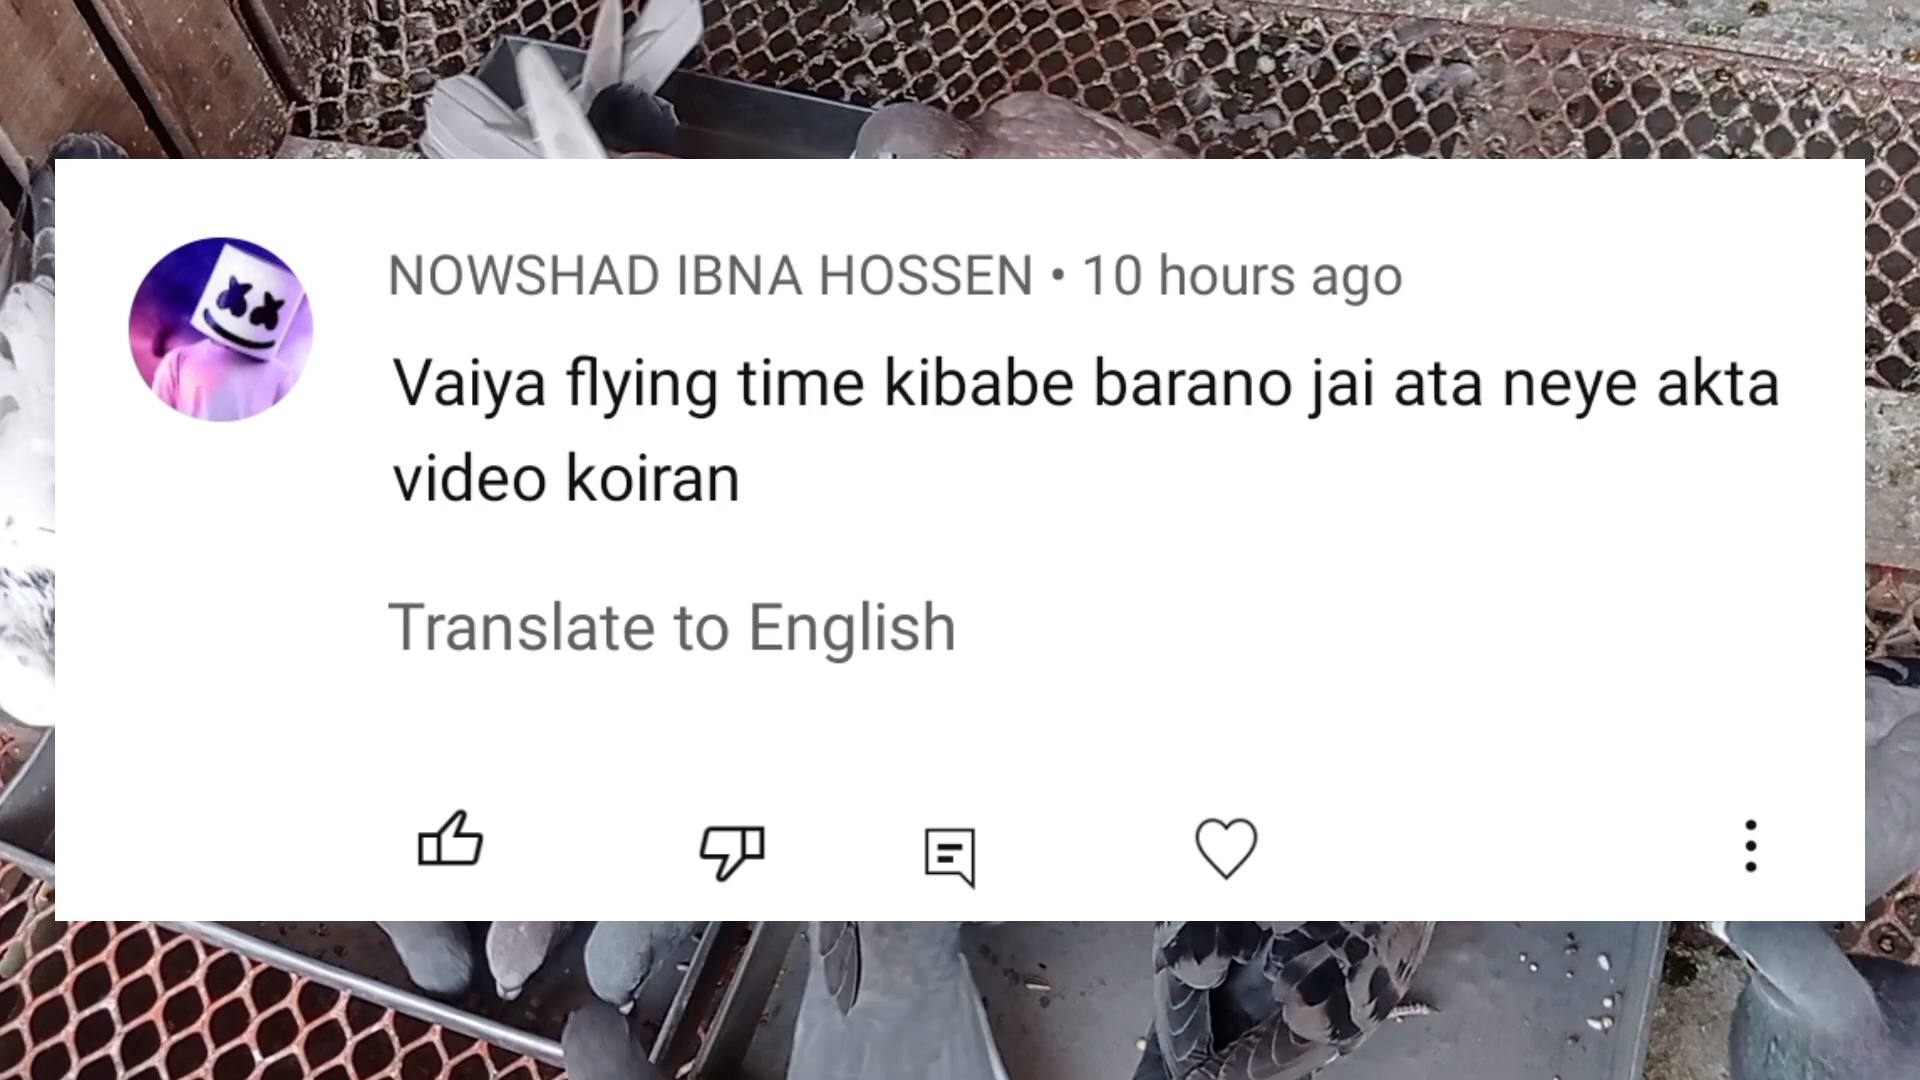 NOWSHAD IBNA HOSSEN • 10 hours ago
Vaiya flying time kibabe barano jai ata neye akta
video koiran
Translate to English